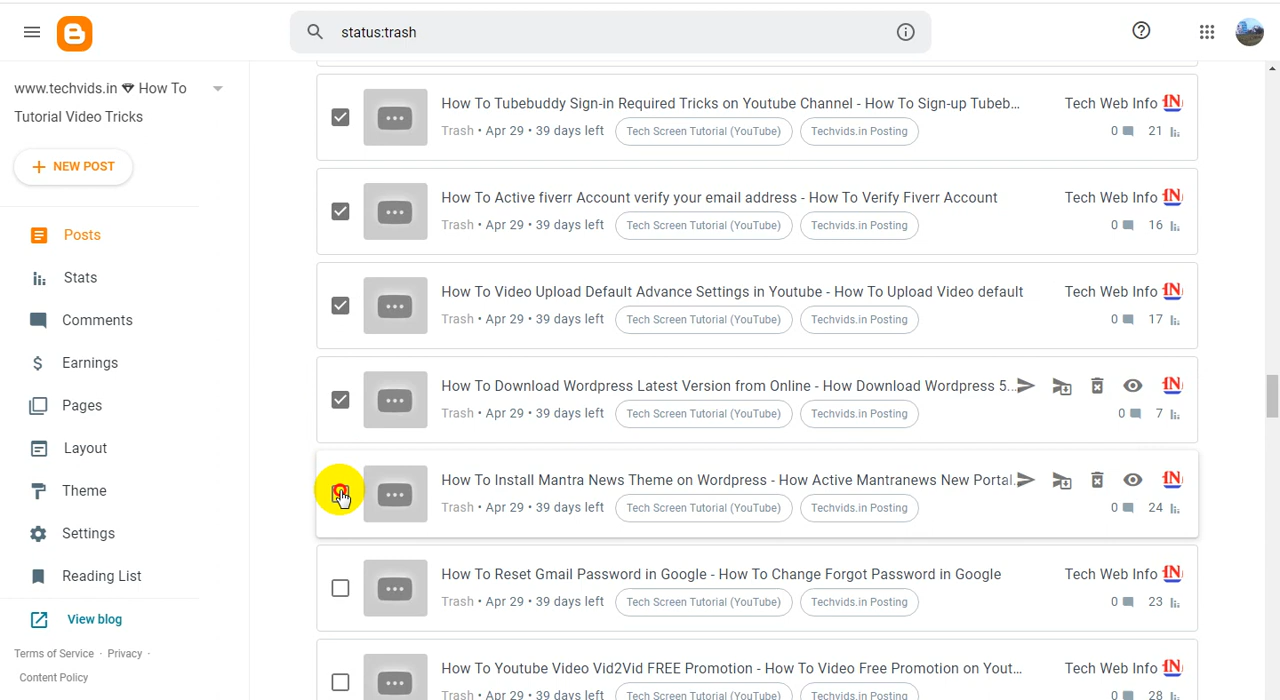 status:trash
www.techvids.in 💎 How To
Tutorial Video Tricks
+ NEW POST
Posts
Stats
Comments
Earnings
Pages
Layout
Theme
Settings
Reading List
View blog
Terms of Service · Privacy ·
Content Policy
How To Tubebuddy Sign-in Required Tricks on Youtube Channel - How To Sign-up Tubeb... Tech Web Info
Trash • Apr 29 • 39 days left Tech Screen Tutorial (YouTube) Techvids.in Posting 0 21
How To Active fiverr Account verify your email address - How To Verify Fiverr Account Tech Web Info
Trash • Apr 29 • 39 days left Tech Screen Tutorial (YouTube) Techvids.in Posting 0 16
How To Video Upload Default Advance Settings in Youtube - How To Upload Video default Tech Web Info
Trash • Apr 29 • 39 days left Tech Screen Tutorial (YouTube) Techvids.in Posting 0 17
How To Download Wordpress Latest Version from Online - How Download Wordpress 5...
Trash • Apr 29 • 39 days left Tech Screen Tutorial (YouTube) Techvids.in Posting 0 7
How To Install Mantra News Theme on Wordpress - How Active Mantranews New Portal...
Trash • Apr 29 • 39 days left Tech Screen Tutorial (YouTube) Techvids.in Posting 0 24
How To Reset Gmail Password in Google - How To Change Forgot Password in Google Tech Web Info
Trash • Apr 29 • 39 days left Tech Screen Tutorial (YouTube) Techvids.in Posting 0 23
How To Youtube Video Vid2Vid FREE Promotion - How To Video Free Promotion on Yout... Tech Web Info
Trash • Apr 29 • 39 days left Tech Screen Tutorial (YouTube) Techvids.in Posting 0 28